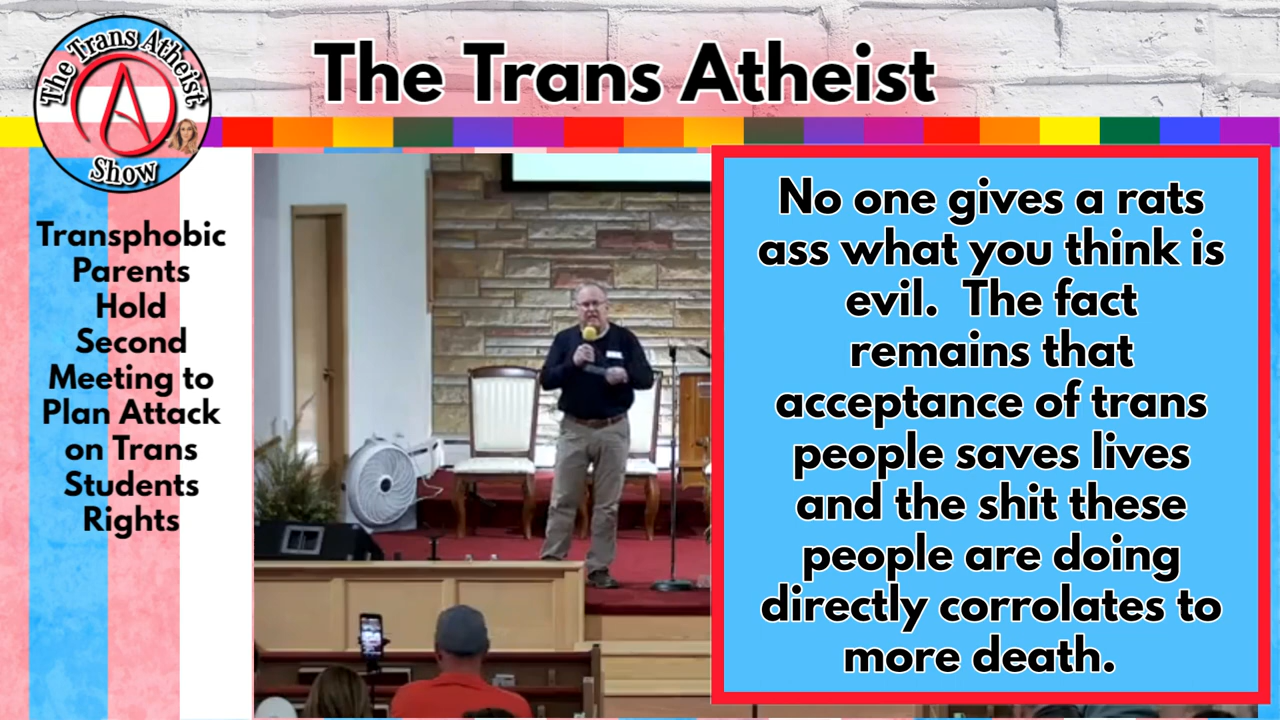 The Trans Atheist
Show
The Trans Atheist
Transphobic
Parents
Hold
Second
Meeting to
Plan Attack
on Trans
Students
Rights
No one gives a rats
ass what you think is
evil.  The fact
remains that
acceptance of trans
people saves lives
and the shit these
people are doing
directly corrolates to
more death.